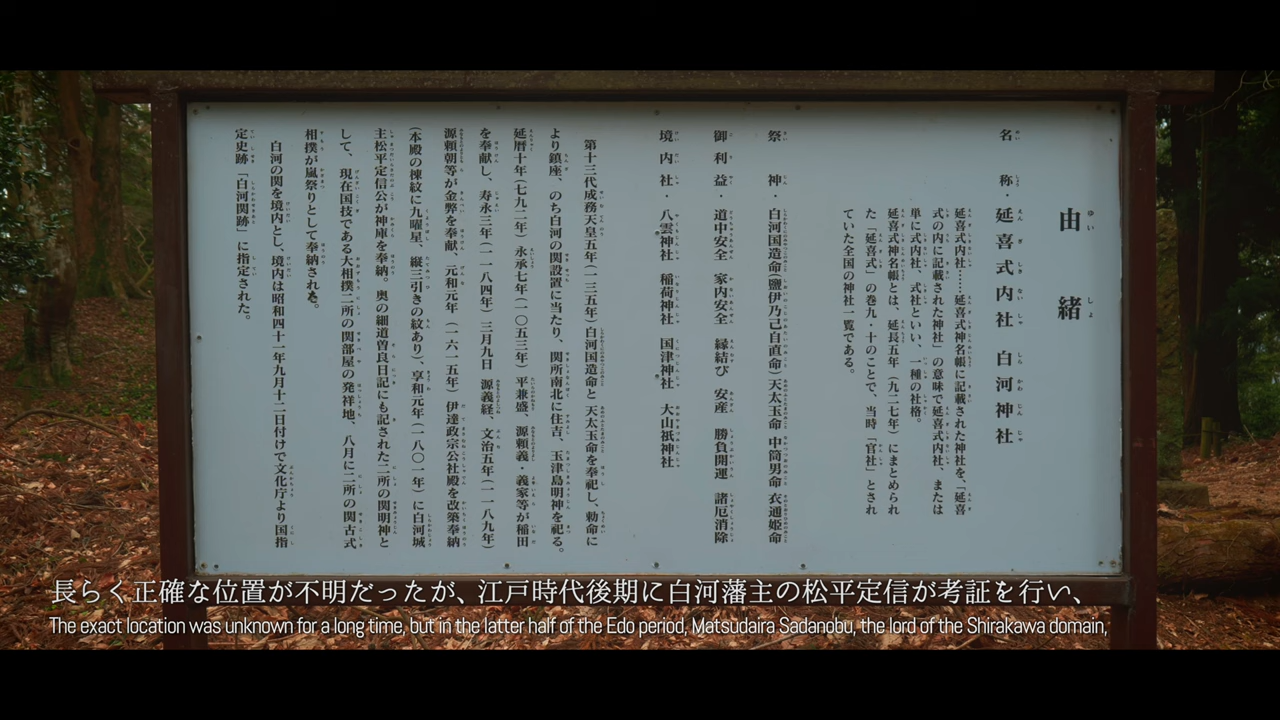 由緒
名称・延喜式内社 白河神社
延喜式内社……延喜式神名帳に記載された神社を、「延喜
式の内に記載された神社」の意味で延喜式内社、または
単に式内社、式社といい、一種の社格。
延喜式神名帳とは、延長五年(九二七年)にまとめられ
た「延喜式」の巻九・十のことで、当時「官社」とされ
ていた全国の神社一覧である。
祭神・白河国造命(鹽伊乃己自直命)天太玉命 中筒男命 衣通姫命
御利益・道中安全 家内安全 縁結び 安産 勝負開運 諸厄消除
境内社・八雲神社 稲荷神社 国津神社 大山祇神社
第十三代成務天皇五年(一三五年)白河国造命と 天太玉命を奉祀し、勅命に
より鎮座、のち白河の関設置に当たり、関所南北に住吉、玉津島明神を祀る。
延暦十年(七九二年) 永承七年(一〇五三年) 平兼盛、源頼義・義家等が稲田
を奉献し、寿永三年(一一八四年)三月九日 源義経、文治五年(一一八九年)
源頼朝等が金弊を奉献、元和元年(一六一五年)伊達政宗公社殿を改築奉納
(本殿の棟紋に九曜星、縦三引きの紋あり)享和元年(一八〇一年)に白河城
主松平定信公が神庫を奉納。奥の細道曽良日記にも記された二所の関明神と
して、現在国技である大相撲二所の関部屋の発祥地、八月に二所の関古式
相撲が嵐祭りとして奉納された。
白河の関を境内とし、境内は昭和四十一年九月十二日付けで文化庁より国指
定史跡「白河関跡」に指定された。
長らく正確な位置が不明だったが、江戸時代後期に白河藩主の松平定信が考証を行い、
The exact location was unknown for a long time, but in the latter half of the Edo period, Matsudaira Sadanobu, the lord of the Shirakawa domain,